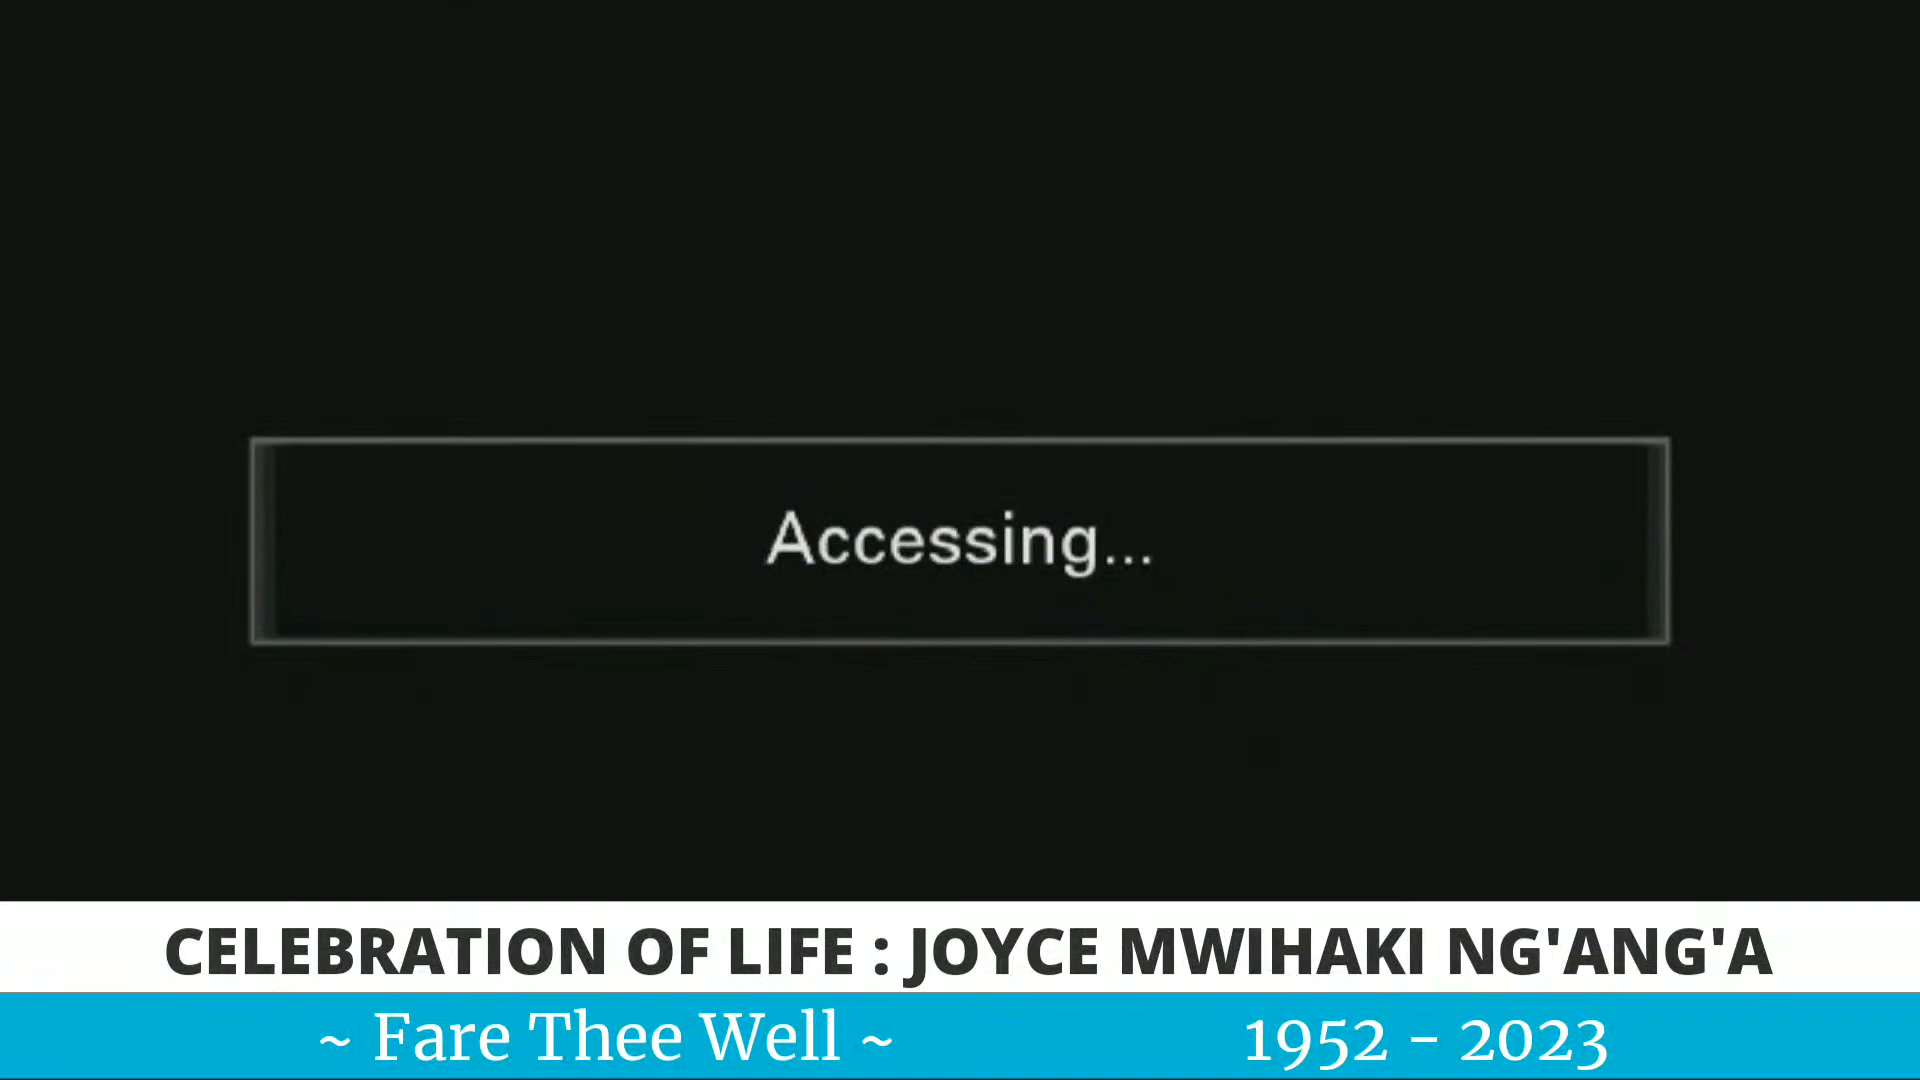 Accessing...
CELEBRATION OF LIFE : JOYCE MWIHAKI NG'ANG'A
~ Fare Thee Well ~ 1952 - 2023